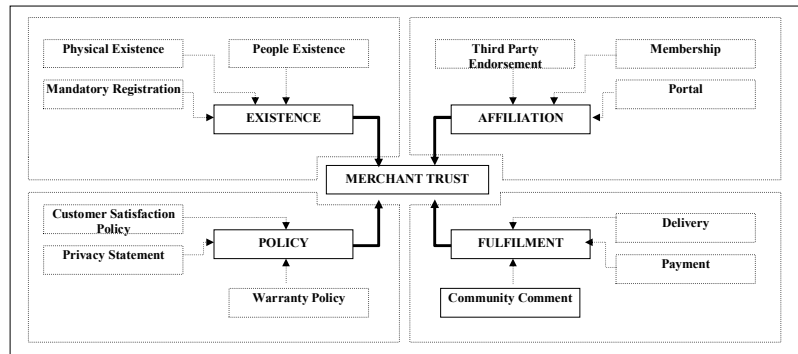 Physical Existence
People Existence
Mandatory Registration
EXISTENCE
Third Party
Endorsement
Membership
Portal
AFFILIATION
MERCHANT TRUST
Customer Satisfaction
Policy
Privacy Statement
POLICY
Warranty Policy
Delivery
FULFILMENT
Payment
Community Comment